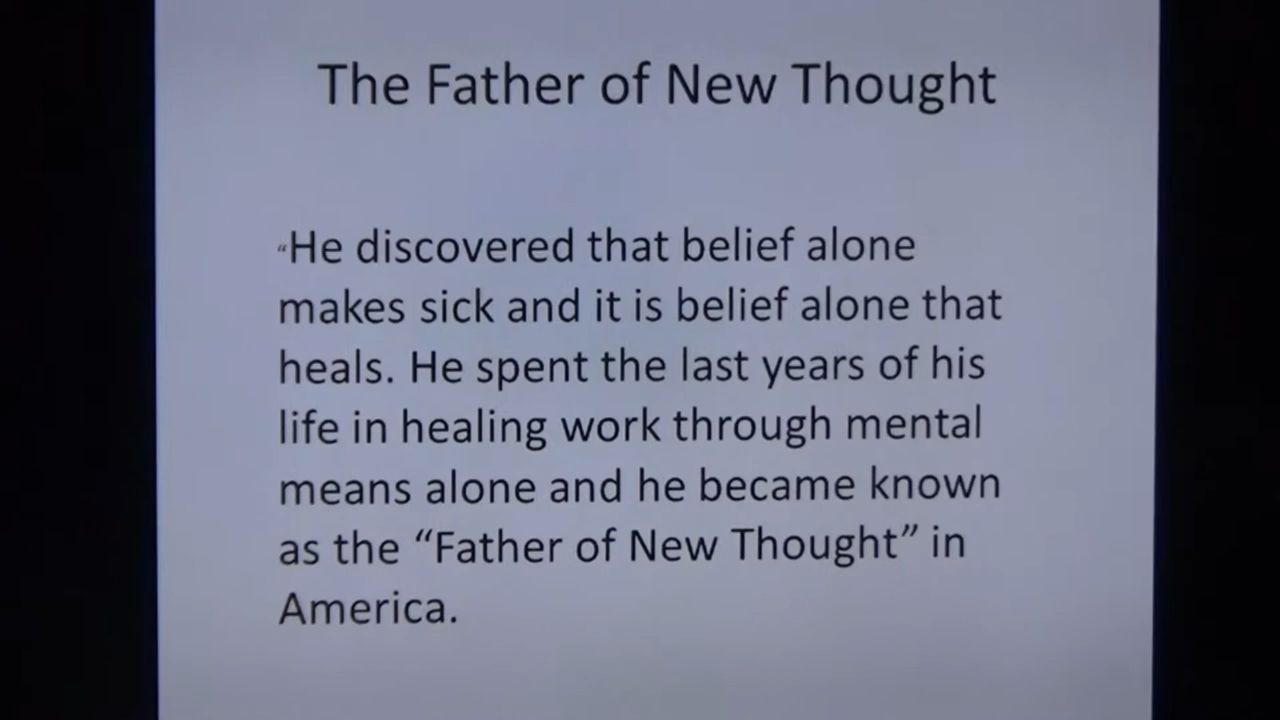 The Father of New Thought
“He discovered that belief alone
makes sick and it is belief alone that
heals. He spent the last years of his
life in healing work through mental
means alone and he became known
as the “Father of New Thought” in
America.